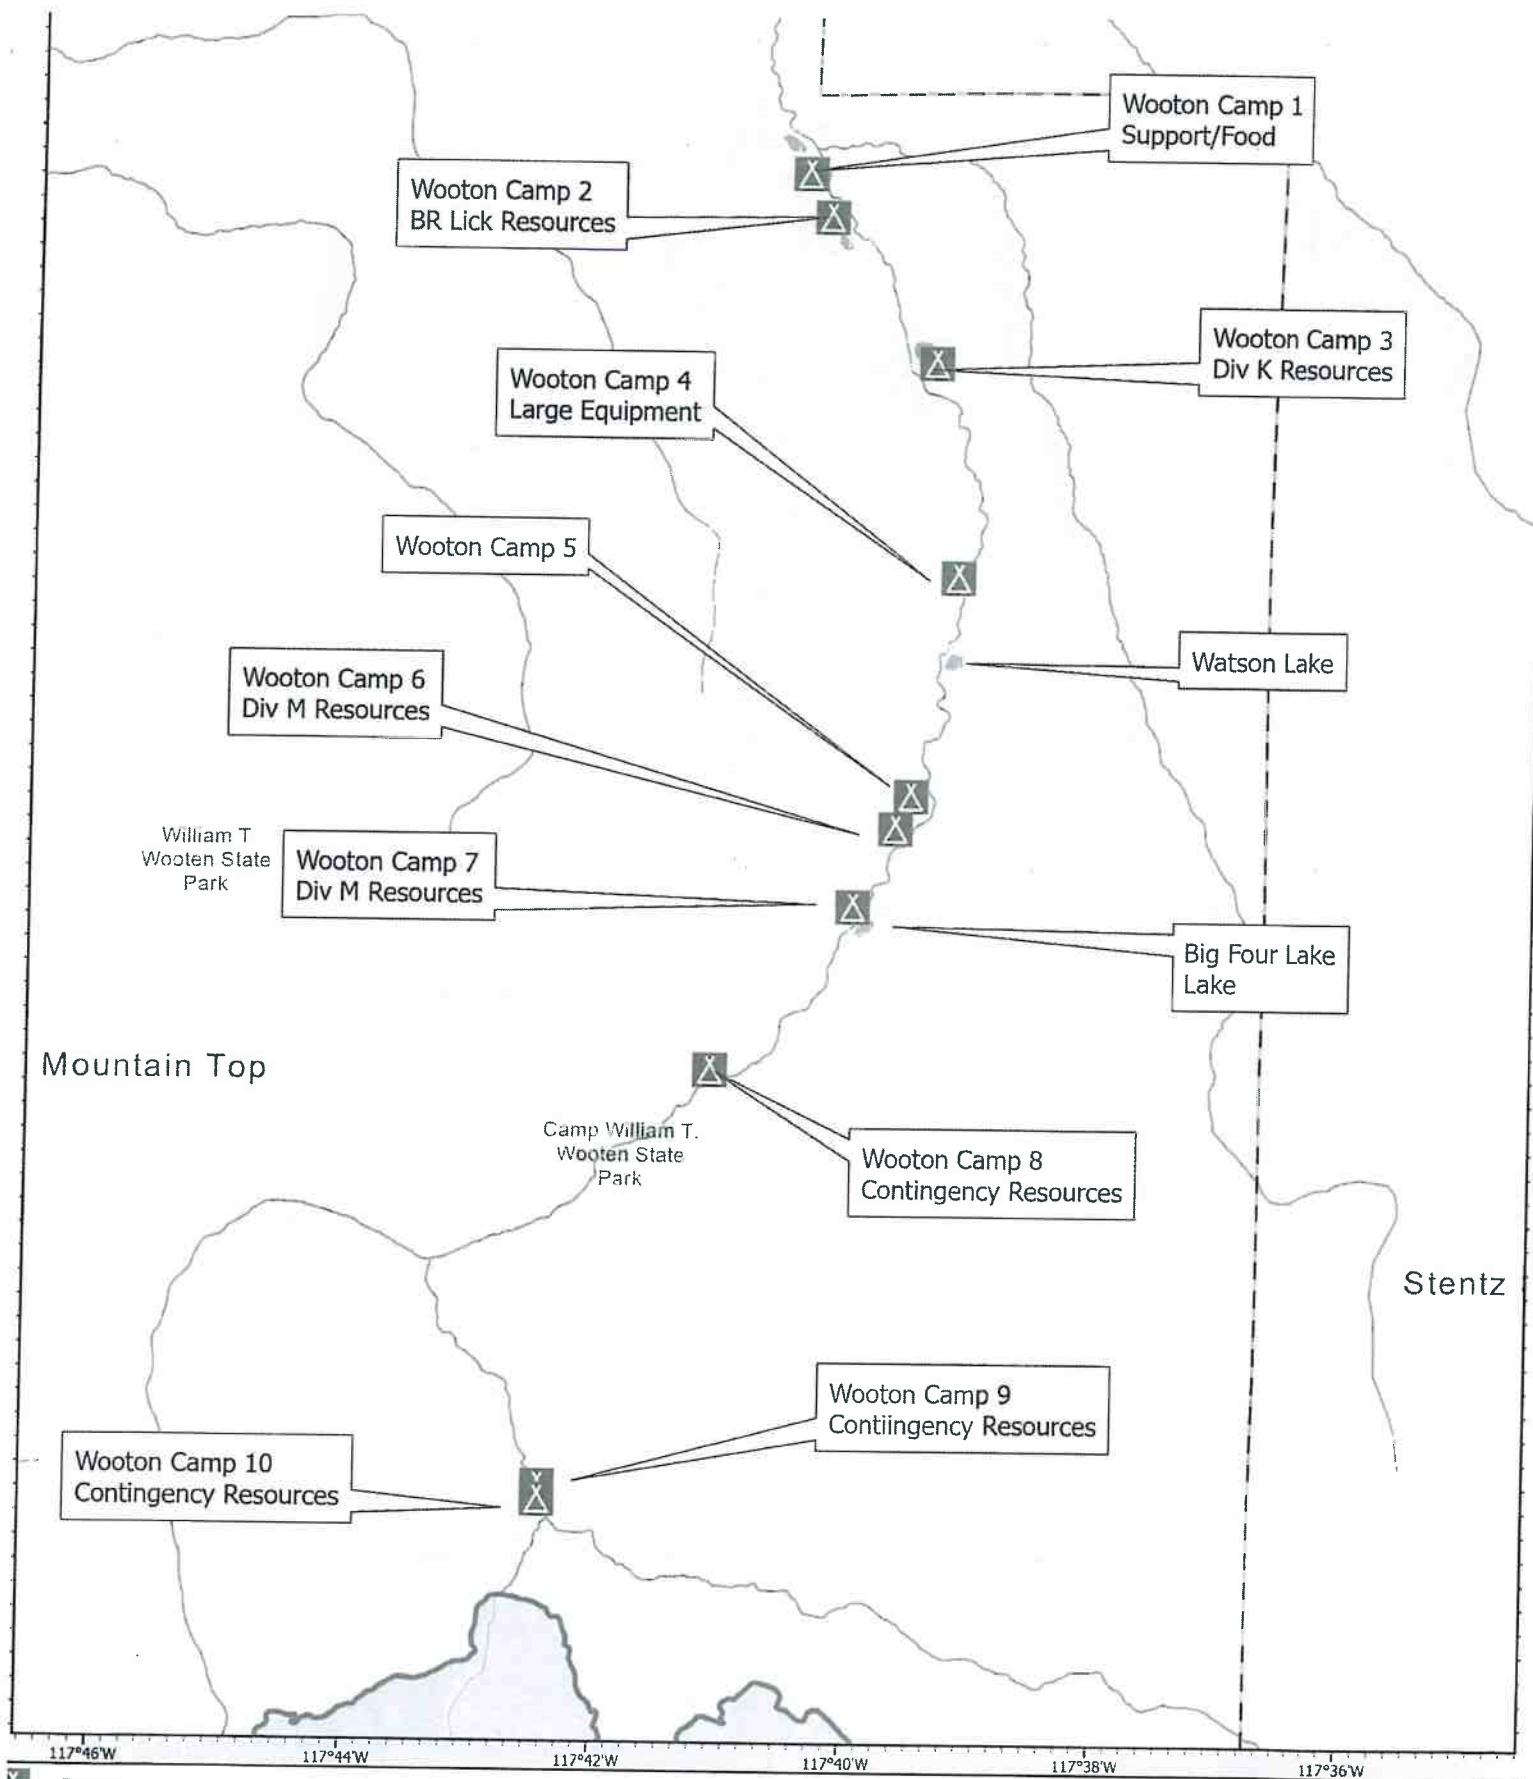 Wooton Camp 1
Support/Food
Wooton Camp 2
BR Lick Resources
Wooton Camp 3
Div K Resources
Wooton Camp 4
Large Equipment
Wooton Camp 5
Watson Lake
Wooton Camp 6
Div M Resources
William T
Wooten State
Park
Wooton Camp 7
Div M Resources
Big Four Lake
Lake
Mountain Top
Camp William T.
Wooten State
Park
Wooton Camp 8
Contingency Resources
Stentz
Wooton Camp 9
Contiingency Resources
Wooton Camp 10
Contingency Resources
117°46'W
117°44'W
117°42'W
117°40'W
117°38'W
117°36'W